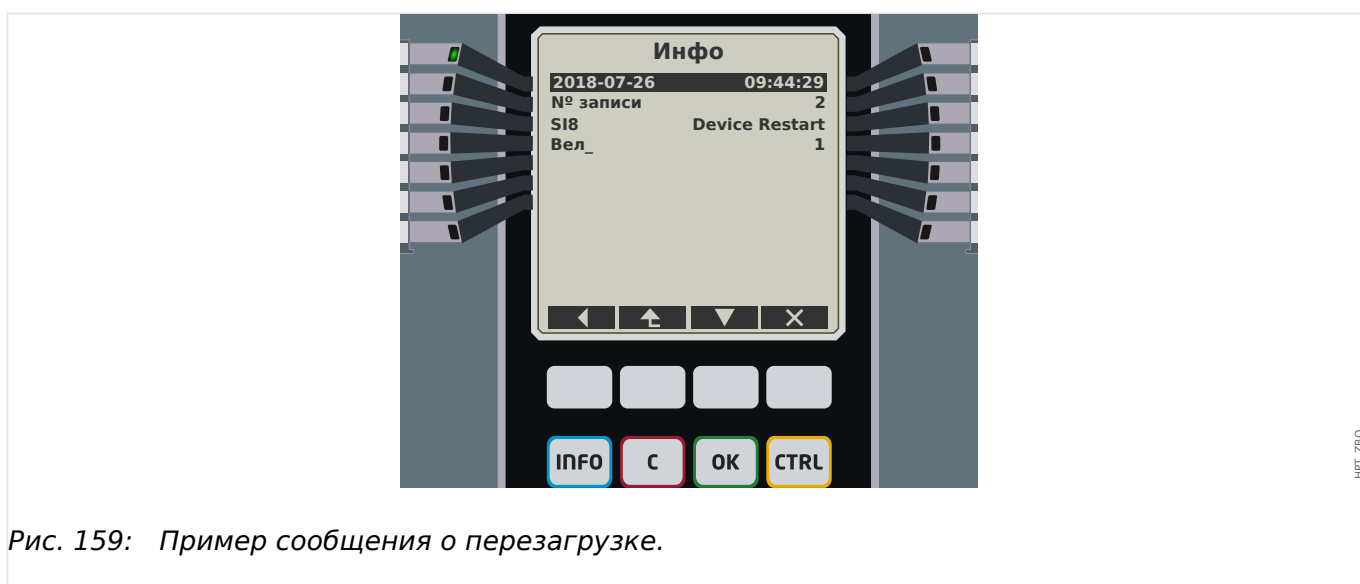 Инфо
2018-07-26 09:44:29
№ записи 2
SI8 Device Restart
Вел_ 1
INFO C OK CTRL
HPT_ZBO
Рис. 159: Пример сообщения о перезагрузке.